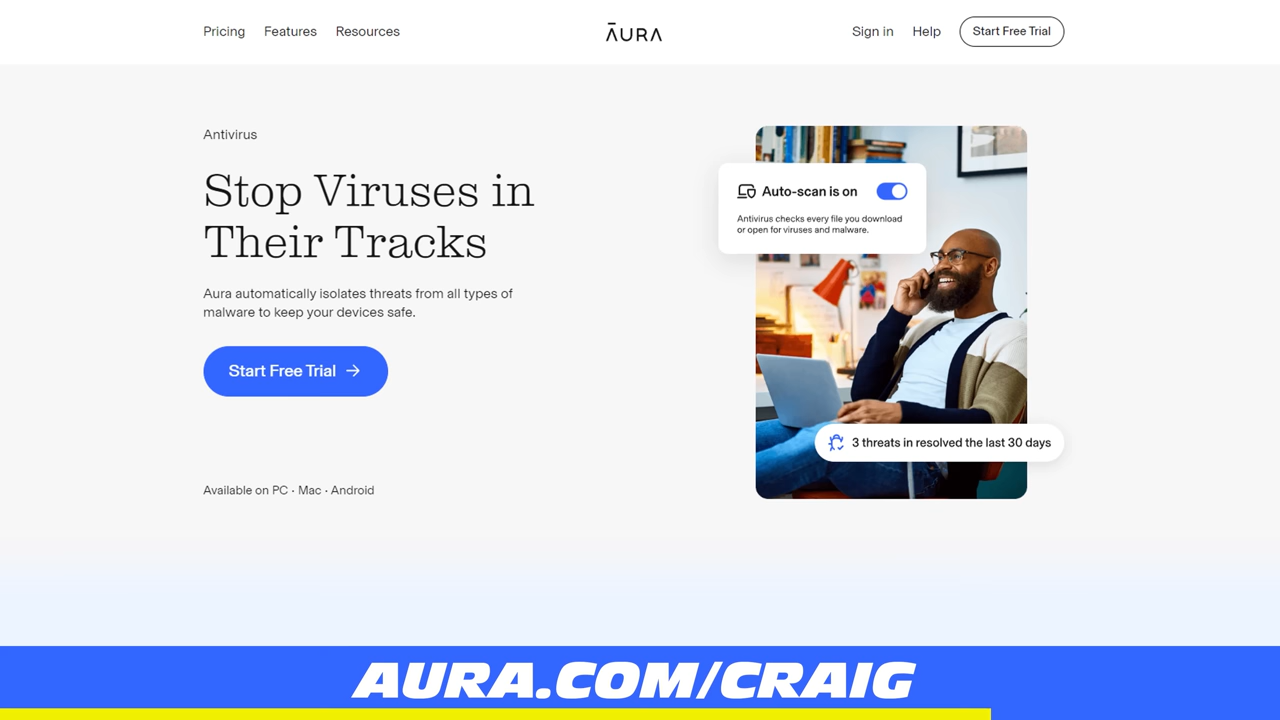 Pricing Features Resources
AURA
Sign in Help Start Free Trial
Antivirus
Stop Viruses in
Their Tracks
Aura automatically isolates threats from all types of
malware to keep your devices safe.
Start Free Trial →
Available on PC · Mac · Android
Auto-scan is on
Antivirus checks every file you download
or open for viruses and malware.
3 threats in resolved the last 30 days
AURA.COM/CRAIG